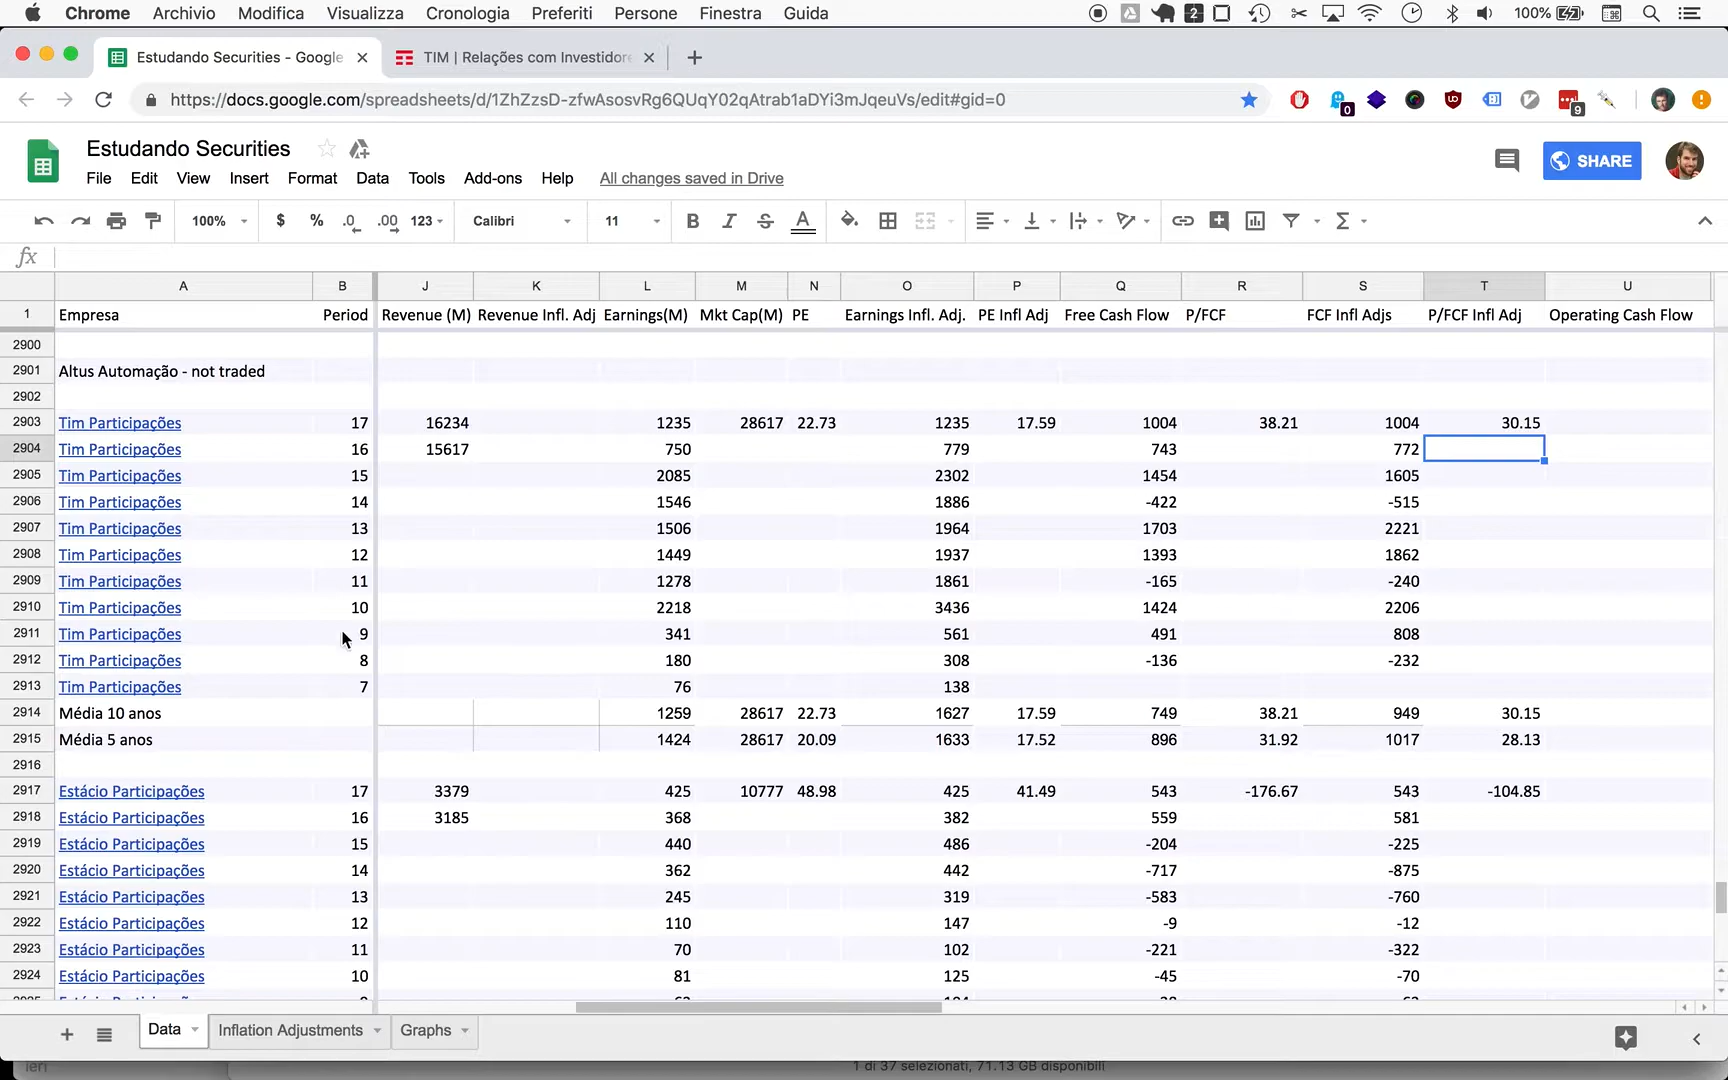 Chrome Archivio Modifica Visualizza Cronologia Preferiti Persone Finestra Guida 2 100%
Estudando Securities - Google TIM | Relações com Investidore
https://docs.google.com/spreadsheets/d/1ZhZzsD-zfwAsosvRg6QUqY02qAtrab1aDYi3mJqeuVs/edit#gid=0 0 9
Estudando Securities
SHARE
File Edit View Insert Format Data Tools Add-ons Help All changes saved in Drive
100% $ % .0 .00 123 Calibri 11 B I S A
fx
A B J K L M N O P Q R S T U
1 Empresa Period Revenue (M) Revenue Infl. Adj Earnings(M) Mkt Cap(M) PE Earnings Infl. Adj. PE Infl Adj Free Cash Flow P/FCF FCF Infl Adjs P/FCF Infl Adj Operating Cash Flow
2900
2901 Altus Automação - not traded
2902
2903 Tim Participações 17 16234 1235 28617 22.73 1235 17.59 1004 38.21 1004 30.15
2904 Tim Participações 16 15617 750 779 743 772
2905 Tim Participações 15 2085 2302 1454 1605
2906 Tim Participações 14 1546 1886 -422 -515
2907 Tim Participações 13 1506 1964 1703 2221
2908 Tim Participações 12 1449 1937 1393 1862
2909 Tim Participações 11 1278 1861 -165 -240
2910 Tim Participações 10 2218 3436 1424 2206
2911 Tim Participações 9 341 561 491 808
2912 Tim Participações 8 180 308 -136 -232
2913 Tim Participações 7 76 138
2914 Média 10 anos 1259 28617 22.73 1627 17.59 749 38.21 949 30.15
2915 Média 5 anos 1424 28617 20.09 1633 17.52 896 31.92 1017 28.13
2916
2917 Estácio Participações 17 3379 425 10777 48.98 425 41.49 543 -176.67 543 -104.85
2918 Estácio Participações 16 3185 368 382 559 581
2919 Estácio Participações 15 440 486 -204 -225
2920 Estácio Participações 14 362 442 -717 -875
2921 Estácio Participações 13 245 319 -583 -760
2922 Estácio Participações 12 110 147 -9 -12
2923 Estácio Participações 11 70 102 -221 -322
2924 Estácio Participações 10 81 125 -45 -70
Data Inflation Adjustments Graphs
ieri 1 di 37 selezionati, 71.13 GB disponibili